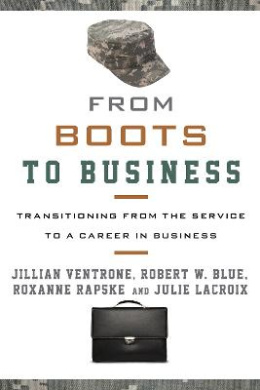 FROM
BOOTS
TO BUSINESS
TRANSITIONING FROM THE SERVICE
TO A CAREER IN BUSINESS
JILLIAN VENTRONE, ROBERT W. BLUE,
ROXANNE RAPSKE AND JULIE LACROIX